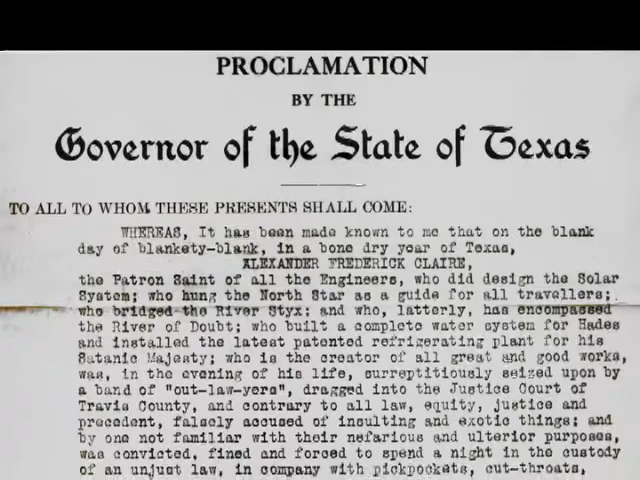 PROCLAMATION
BY THE
Governor of the State of Texas
TO ALL TO WHOM THESE PRESENTS SHALL COME:
WHEREAS, It has been made known to me that on the blank
day of blankety-blank, in a bone dry year of Texas,
ALEXANDER FREDERICK CLAIRE,
the Patron Saint of all the Engineers, who did design the Solar
System; who hung the North Star as a guide for all travellers;
who bridged the River Styx; and who, latterly, has encompassed
the River of Doubt; who built a complete water system for Hades
and installed the latest patented refrigerating plant for his
Satanic Majesty; who is the creator of all great and good works,
was, in the evening of his life, surreptitiously seized upon by
a band of "out-law-yers", dragged into the Justice Court of
Travis County, and contrary to all law, equity, justice and
precedent, falsely accused of insulting and exotic things; and
by one not familiar with their nefarious and ulterior purposes,
was convicted, fined and forced to spend a night in the custody
of an unjust law, in company with pickpockets, cut-throats,